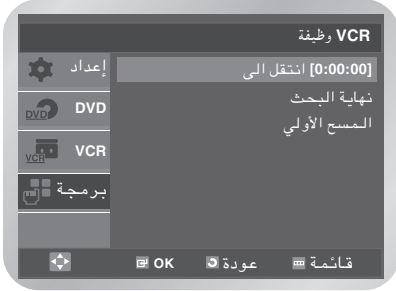 وظيفة VCR
إعداد
DVD
DVD
VCR
VCR
برمجة
[0:00:00] انتقل الى
نهاية البحث
المسح الأولي
OK
عودة
قائمة